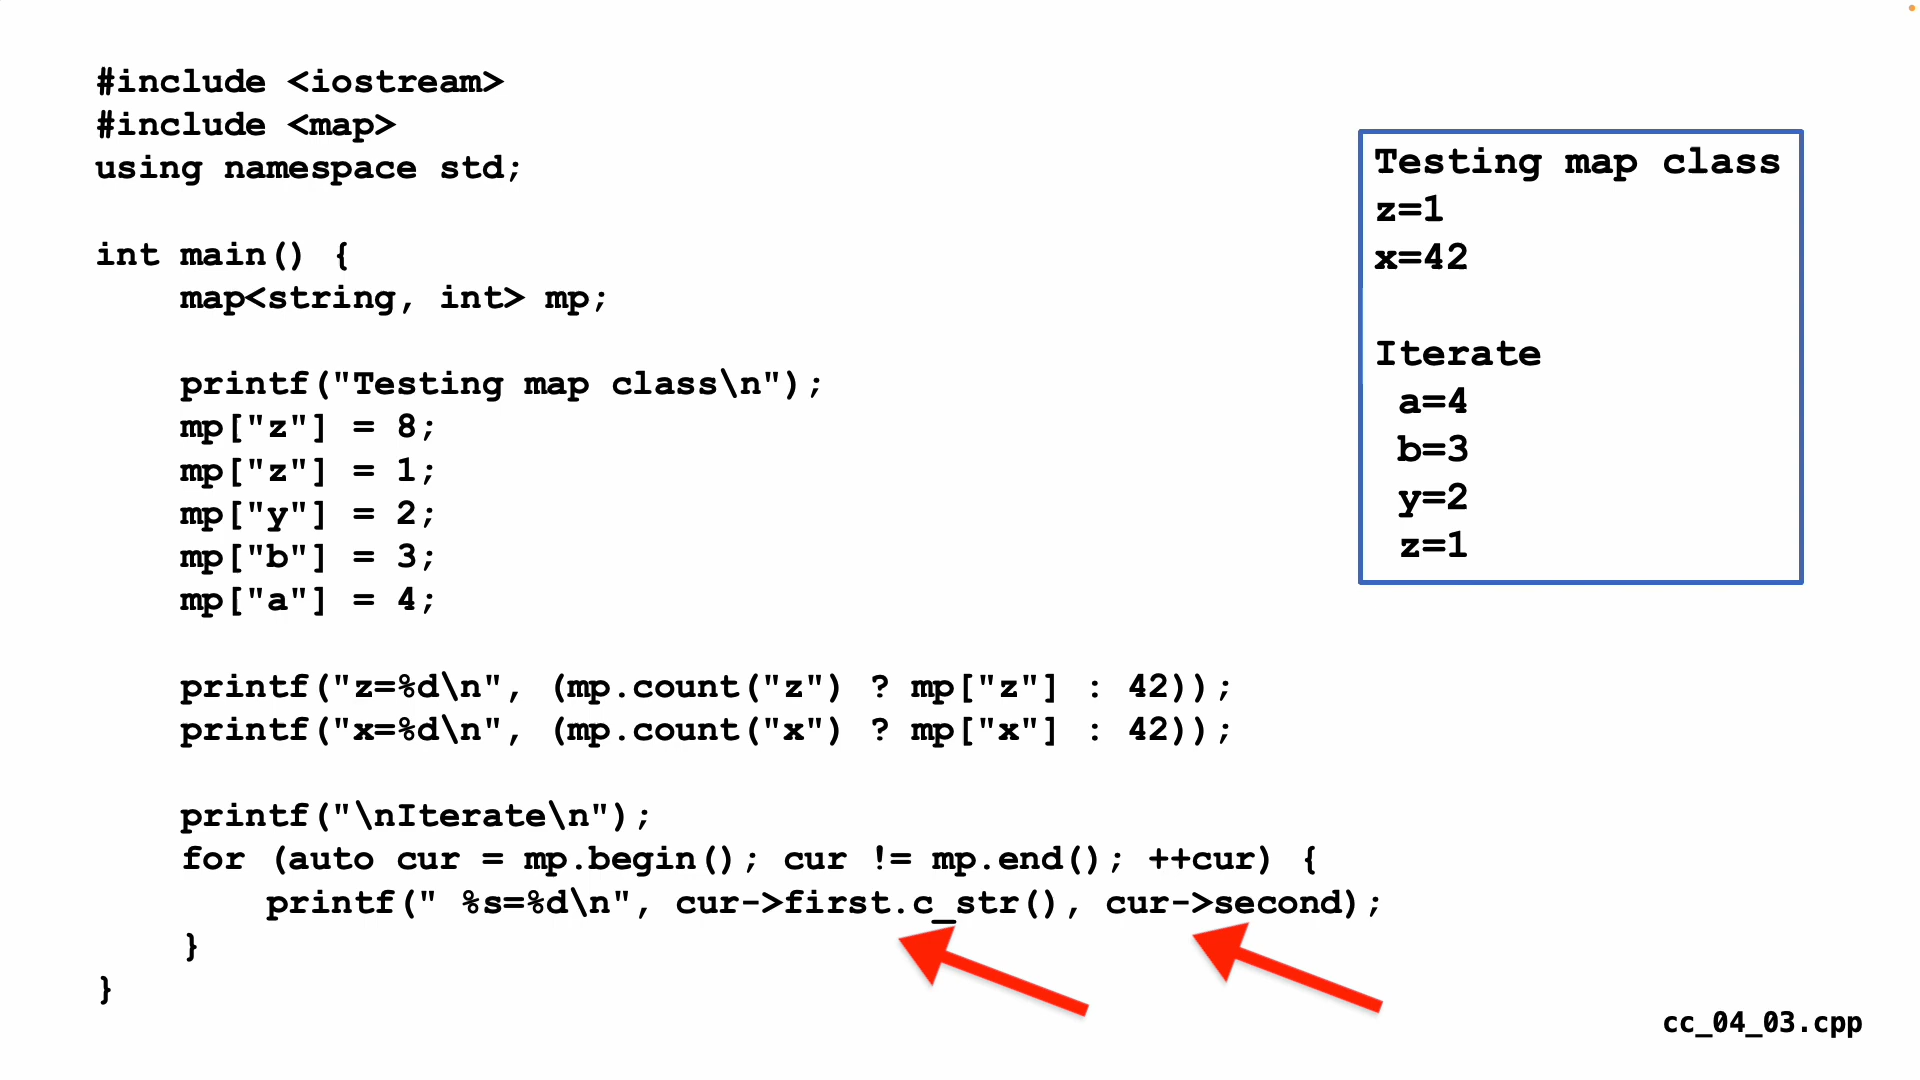 #include <iostream>
#include <map>
using namespace std;

int main() {
    map<string, int> mp;

    printf("Testing map class\n");
    mp["z"] = 8;
    mp["z"] = 1;
    mp["y"] = 2;
    mp["b"] = 3;
    mp["a"] = 4;

    printf("z=%d\n", (mp.count("z") ? mp["z"] : 42));
    printf("x=%d\n", (mp.count("x") ? mp["x"] : 42));

    printf("\nIterate\n");
    for (auto cur = mp.begin(); cur != mp.end(); ++cur) {
        printf(" %s=%d\n", cur->first.c_str(), cur->second);
    }
}
Testing map class
z=1
x=42

Iterate
 a=4
 b=3
 y=2
 z=1
cc_04_03.cpp